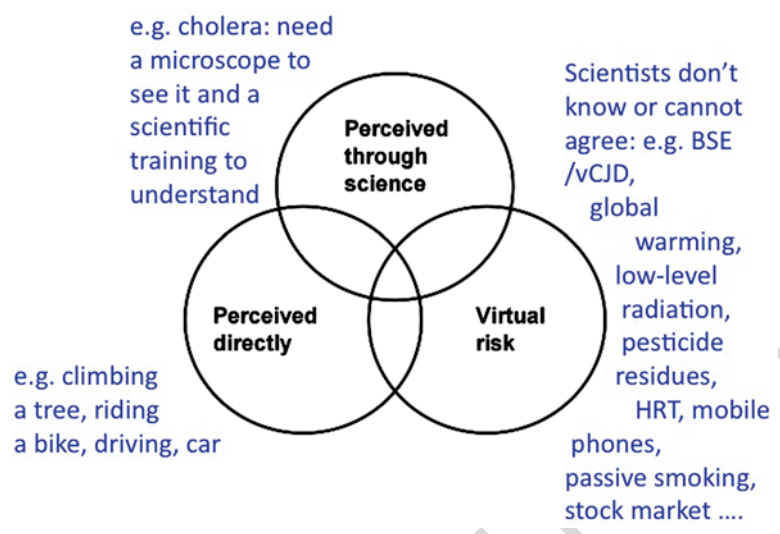 e.g. cholera: need
a microscope to
see it and a
scientific
training to
understand
Perceived
through
science
Scientists don't
know or cannot
agree: e.g. BSE
/vCJD,
global
warming,
low-level
radiation,
pesticide
residues,
HRT, mobile
phones,
passive smoking,
stock market ....
Perceived
directly
Virtual
risk
e.g. climbing
a tree, riding
a bike, driving, car